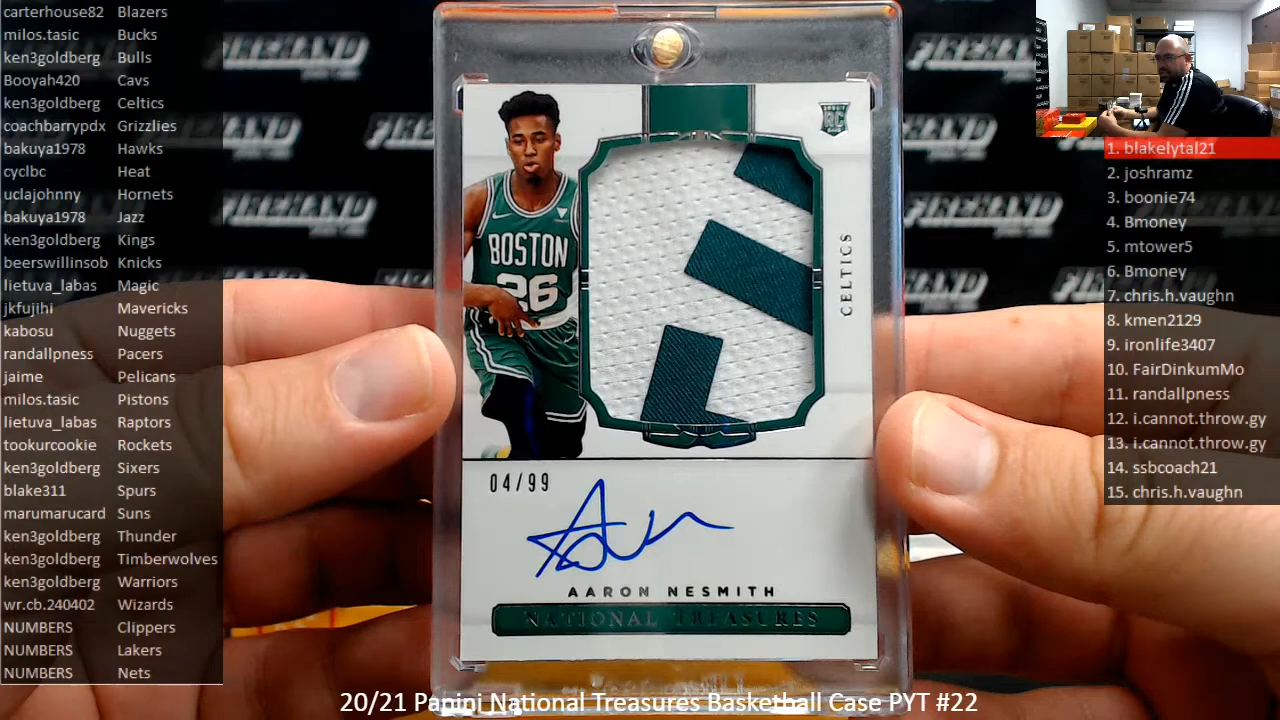 carterhouse82 Blazers
milos.tasic Bucks
ken3goldberg Bulls
Booyah420 Cavs
ken3goldberg Celtics
coachbarrypdx Grizzlies
bakuya1978 Hawks
cyclbc Heat
uclajohnny Hornets
bakuya1978 Jazz
ken3goldberg Kings
beerswillinsob Knicks
lietuva_labas Magic
jkfujihi Mavericks
kabosu Nuggets
randallpness Pacers
jaime Pelicans
milos.tasic Pistons
lietuva_labas Raptors
tookurcookie Rockets
ken3goldberg Sixers
blake311 Spurs
marumarucard Suns
ken3goldberg Thunder
ken3goldberg Timberwolves
ken3goldberg Warriors
wr.cb.240402 Wizards
NUMBERS Clippers
NUMBERS Lakers
NUMBERS Nets
FIREHAND
FIREHAND
FIREHAND
RC
BOSTON
26
CELTICS
04/99
AARON NESMITH
NATIONAL TREASURES
1. blakelytal21
2. joshramz
3. boonie74
4. Bmoney
5. mtower5
6. Bmoney
7. chris.h.vaughn
8. kmen2129
9. ironlife3407
10. FairDinkumMo
11. randallpness
12. i.cannot.throw.gy
13. i.cannot.throw.gy
14. ssbcoach21
15. chris.h.vaughn
20/21 Panini National Treasures Basketball Case PYT #22